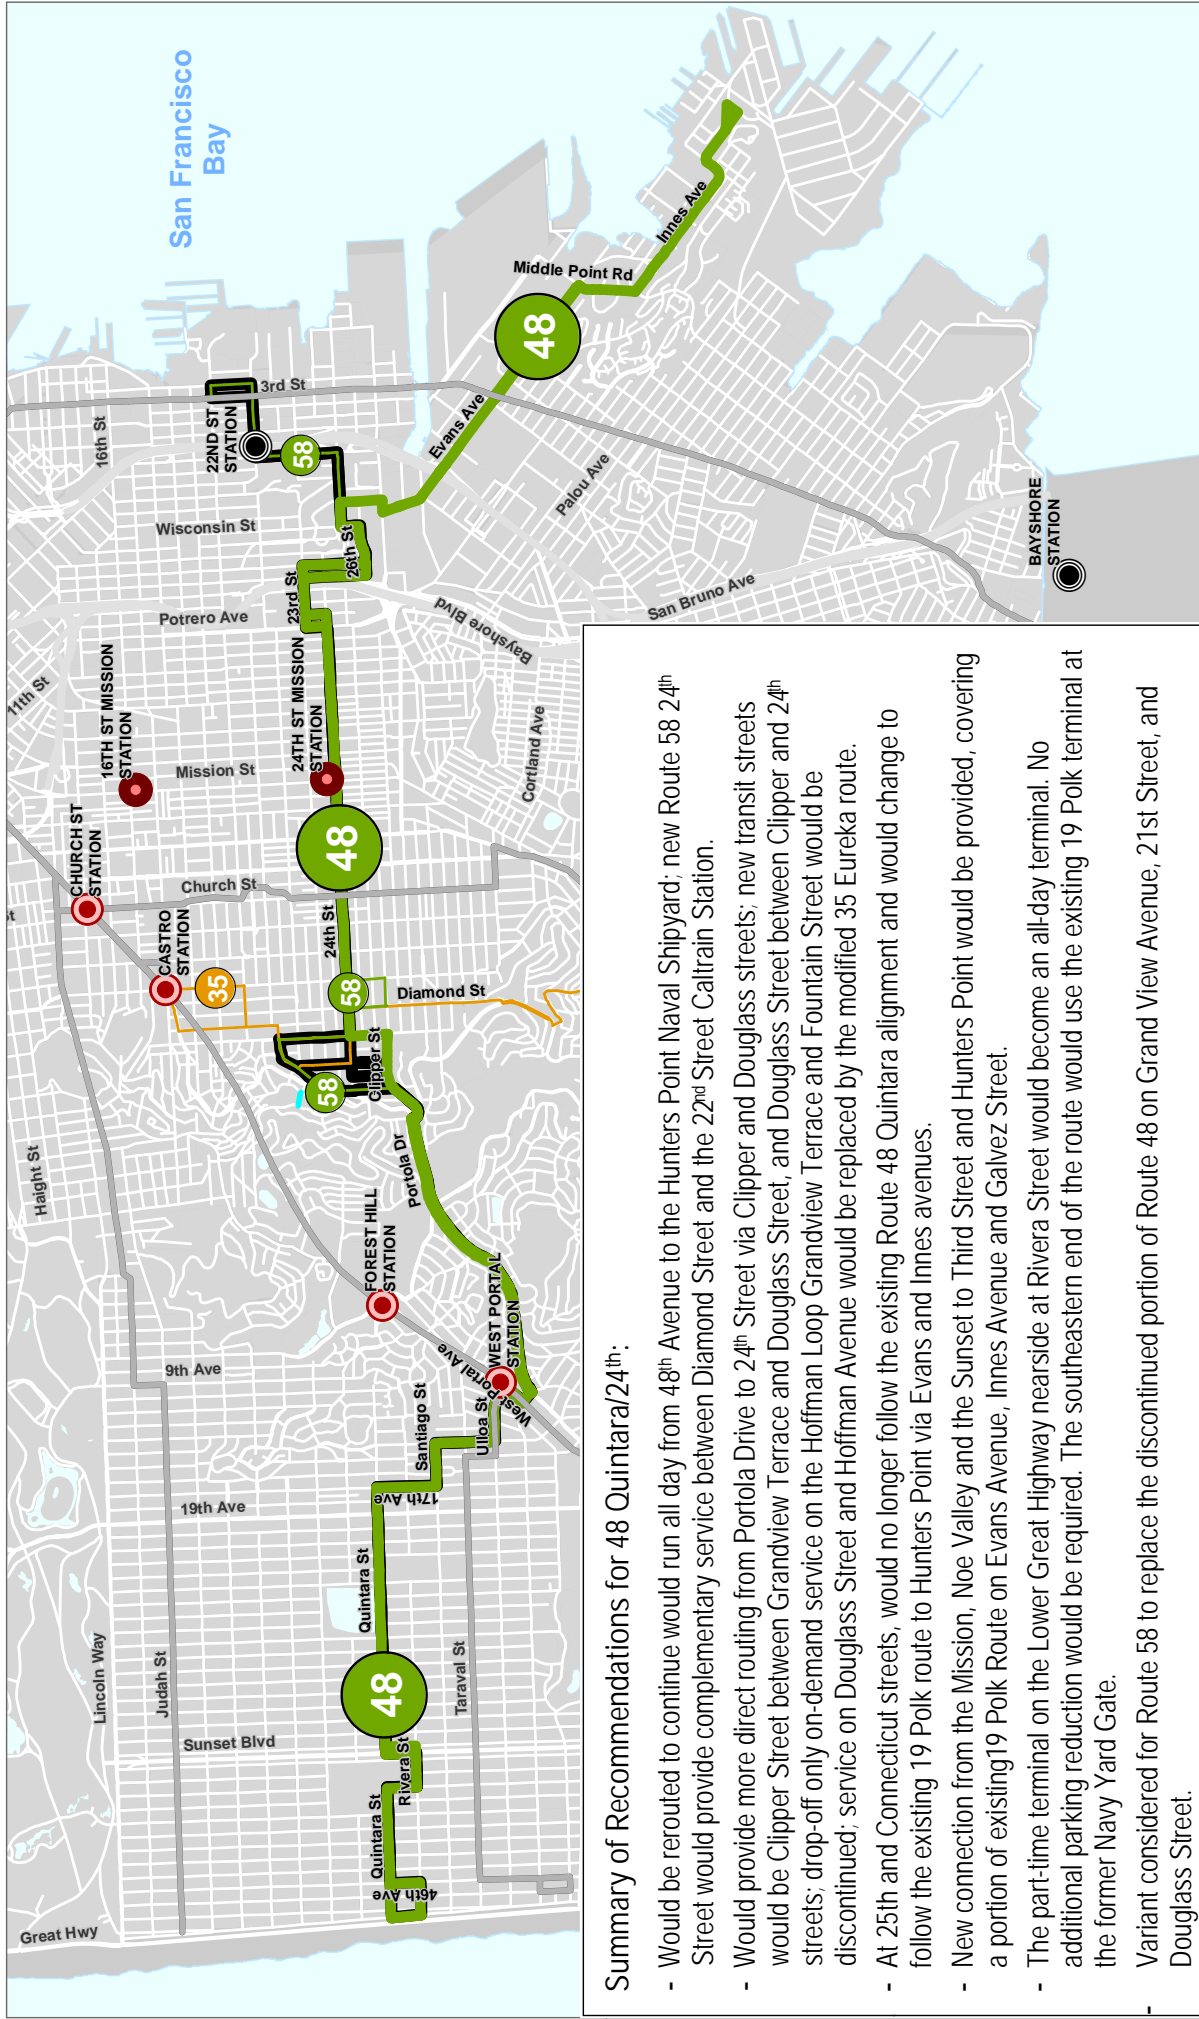 San Francisco
Bay
Great Hwy
Lincoln Way
Judah St
Sunset Blvd
Quintara St
46th Ave
Rivera St
48
Quintara St
Taraval St
19th Ave
17th Ave
Santiago St
Ulloa St
West Portal Ave
WEST PORTAL
STATION
9th Ave
FOREST HILL
STATION
Haight St
Portola Dr
58
Clipper St
35
CASTRO
STATION
CHURCH ST
STATION
St
Diamond St
58
24th St
Church St
48
Mission St
16TH ST MISSION
STATION
24TH ST MISSION
STATION
11th St
Cortland Ave
Potrero Ave
23rd St
26th St
Bayshore Blvd
San Bruno Ave
Wisconsin St
16th St
22ND ST
STATION
58
3rd St
Palou Ave
Evans Ave
48
Middle Point Rd
Innes Ave
BAYSHORE
STATION
Summary of Recommendations for 48 Quintara/24th:
- Would be rerouted to continue would run all day from 48th Avenue to the Hunters Point Naval Shipyard; new Route 58 24th
Street would provide complementary service between Diamond Street and the 22nd Street Caltrain Station.
- Would provide more direct routing from Portola Drive to 24th Street via Clipper and Douglass streets; new transit streets
would be Clipper Street between Grandview Terrace and Douglass Street, and Douglass Street between Clipper and 24th
streets; drop-off only on-demand service on the Hoffman Loop Grandview Terrace and Fountain Street would be
discontinued; service on Douglass Street and Hoffman Avenue would be replaced by the modified 35 Eureka route.
- At 25th and Connecticut streets, would no longer follow the existing Route 48 Quintara alignment and would change to
follow the existing 19 Polk route to Hunters Point via Evans and Innes avenues.
- New connection from the Mission, Noe Valley and the Sunset to Third Street and Hunters Point would be provided, covering
a portion of existing19 Polk Route on Evans Avenue, Innes Avenue and Galvez Street.
- The part-time terminal on the Lower Great Highway nearside at Rivera Street would become an all-day terminal. No
additional parking reduction would be required. The southeastern end of the route would use the existing 19 Polk terminal at
the former Navy Yard Gate.
- Variant considered for Route 58 to replace the discontinued portion of Route 48 on Grand View Avenue, 21st Street, and
Douglass Street.